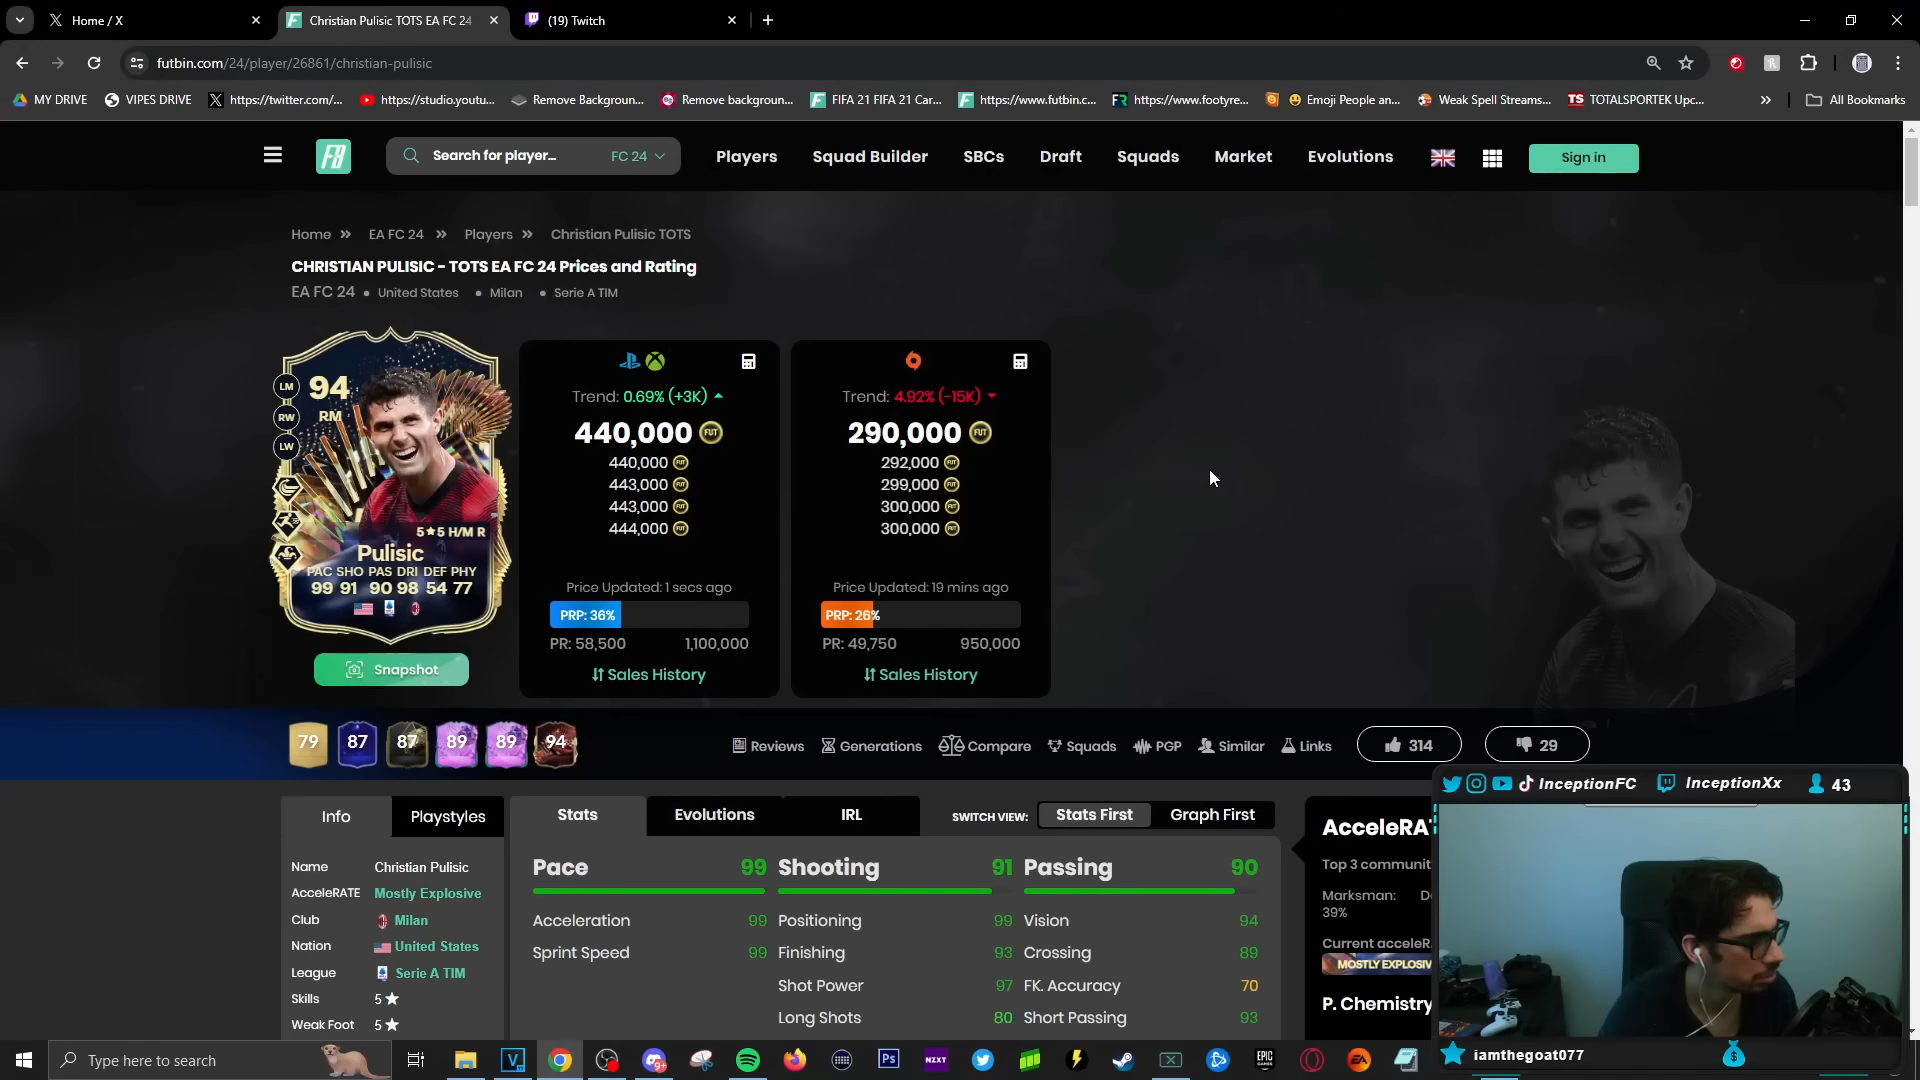 Home / X
Christian Pulisic TOTS EA FC 24
(19) Twitch
futbin.com/24/player/26861/christian-pulisic
MY DRIVE
VIPES DRIVE
https://twitter.com/...
https://studio.youtu...
Remove Backgroun...
Remove backgroun...
FIFA 21 FIFA 21 Car...
https://www.futbin.c...
https://www.footyre...
Emoji People an...
Weak Spell Streams...
TS TOTALSPORTEK Upc...
All Bookmarks
Search for player...
FC 24
Players
Squad Builder
SBCs
Draft
Squads
Market
Evolutions
Sign in
Home » EA FC 24 » Players » Christian Pulisic TOTS
CHRISTIAN PULISIC - TOTS EA FC 24 Prices and Rating
EA FC 24 • United States • Milan • Serie A TIM
94
RM
LM
RW
LW
5★5 H/M R
Pulisic
PAC SHO PAS DRI DEF PHY
99 91 90 98 54 77
Snapshot
Trend: 0.69% (+3K)
440,000
440,000
443,000
443,000
444,000
Price Updated: 1 secs ago
PRP: 36%
PR: 58,500
1,100,000
Sales History
Trend: 4.92% (-15K)
290,000
292,000
299,000
300,000
300,000
Price Updated: 19 mins ago
PRP: 26%
PR: 49,750
950,000
Sales History
79
87
87
89
89
94
Reviews
Generations
Compare
Squads
PGP
Similar
Links
314
29
Info
Playstyles
Name Christian Pulisic
AcceleRATE Mostly Explosive
Club Milan
Nation United States
League Serie A TIM
Skills 5★
Weak Foot 5★
Stats
Evolutions
IRL
SWITCH VIEW:
Stats First
Graph First
Pace 99
Acceleration 99
Sprint Speed 99
Shooting 91
Positioning 99
Finishing 93
Shot Power 97
Long Shots 80
Passing 90
Vision 94
Crossing 89
FK. Accuracy 70
Short Passing 93
AcceleRA
Top 3 communit
Marksman:
39%
Current acceleR
MOSTLY EXPLOSIV
P. Chemistry
InceptionFC
InceptionXx
43
iamthegoat077
Type here to search
9+
Ps
NZXT
EPIC GAMES
EA